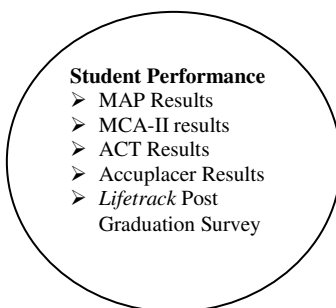 Student Performance
➢ MAP Results
➢ MCA-II results
➢ ACT Results
➢ Accuplacer Results
➢ Lifetrack Post
Graduation Survey